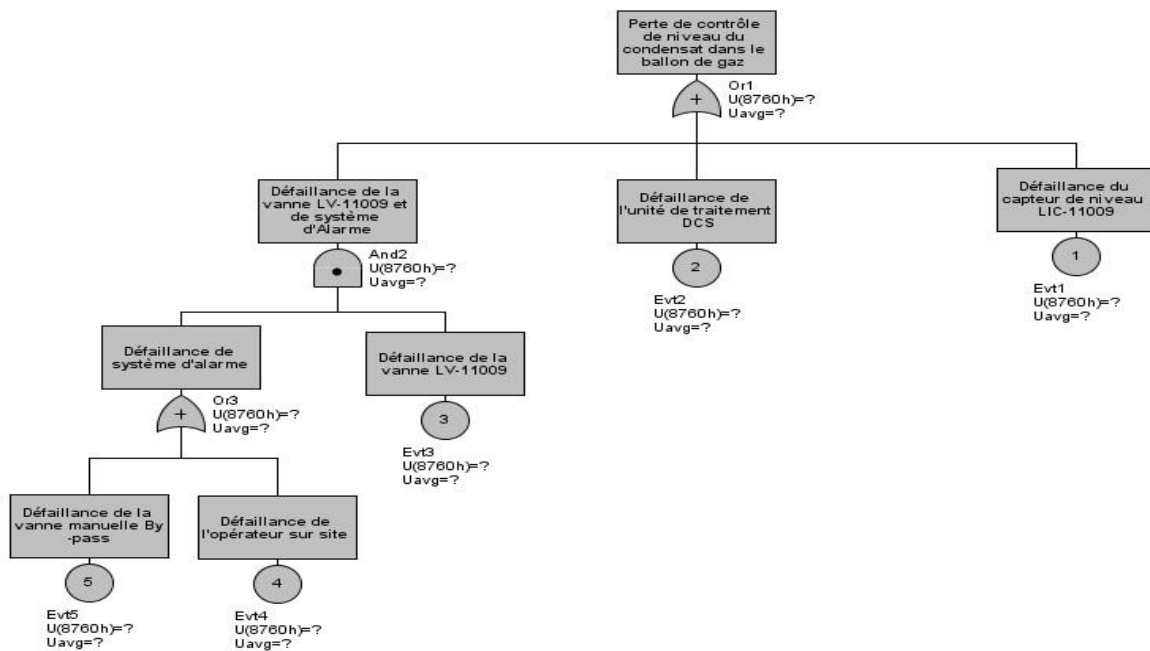 Perte de contrôle
de niveau du
condensat dans le
ballon de gaz
+
Or1
U(8760h)=?
Uavg=?
Défaillance de la
vanne LV-11009 et
de système
d'Alarme
And2
U(8760h)=?
Uavg=?
Défaillance de
l'unité de traitement
DCS
2
Evt2
U(8760h)=?
Uavg=?
Défaillance du
capteur de niveau
LIC-11009
1
Evt1
U(8760h)=?
Uavg=?
Défaillance de
système d'alarme
+
Or3
U(8760h)=?
Uavg=?
Défaillance de la
vanne LV-11009
3
Evt3
U(8760h)=?
Uavg=?
Défaillance de la
vanne manuelle By
-pass
5
Evt5
U(8760h)=?
Uavg=?
Défaillance de
l'opérateur sur site
4
Evt4
U(8760h)=?
Uavg=?